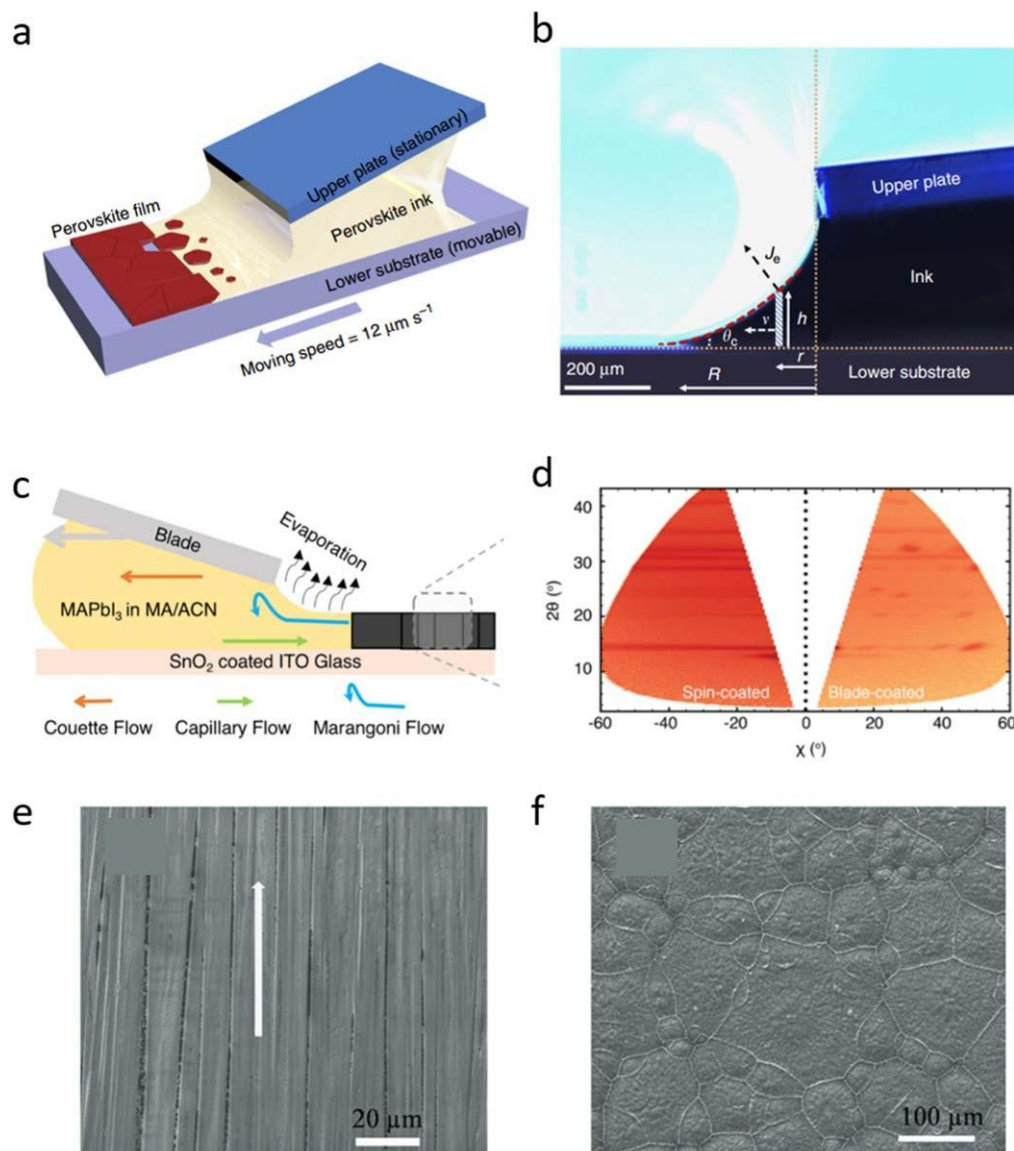 a
Upper plate (stationary)
Perovskite ink
Perovskite film
Lower substrate (movable)
Moving speed = 12 μm s⁻¹
b
Upper plate
Jₑ
Ink
v
h
θc
r
R
200 μm
Lower substrate
c
Blade
Evaporation
MAPbI₃ in MA/ACN
SnO₂ coated ITO Glass
Couette Flow
Capillary Flow
Marangoni Flow
d
40
30
20
10
2θ (°)
Spin-coated
Blade-coated
-60
-40
-20
0
20
40
60
χ (°)
e
20 μm
f
100 μm